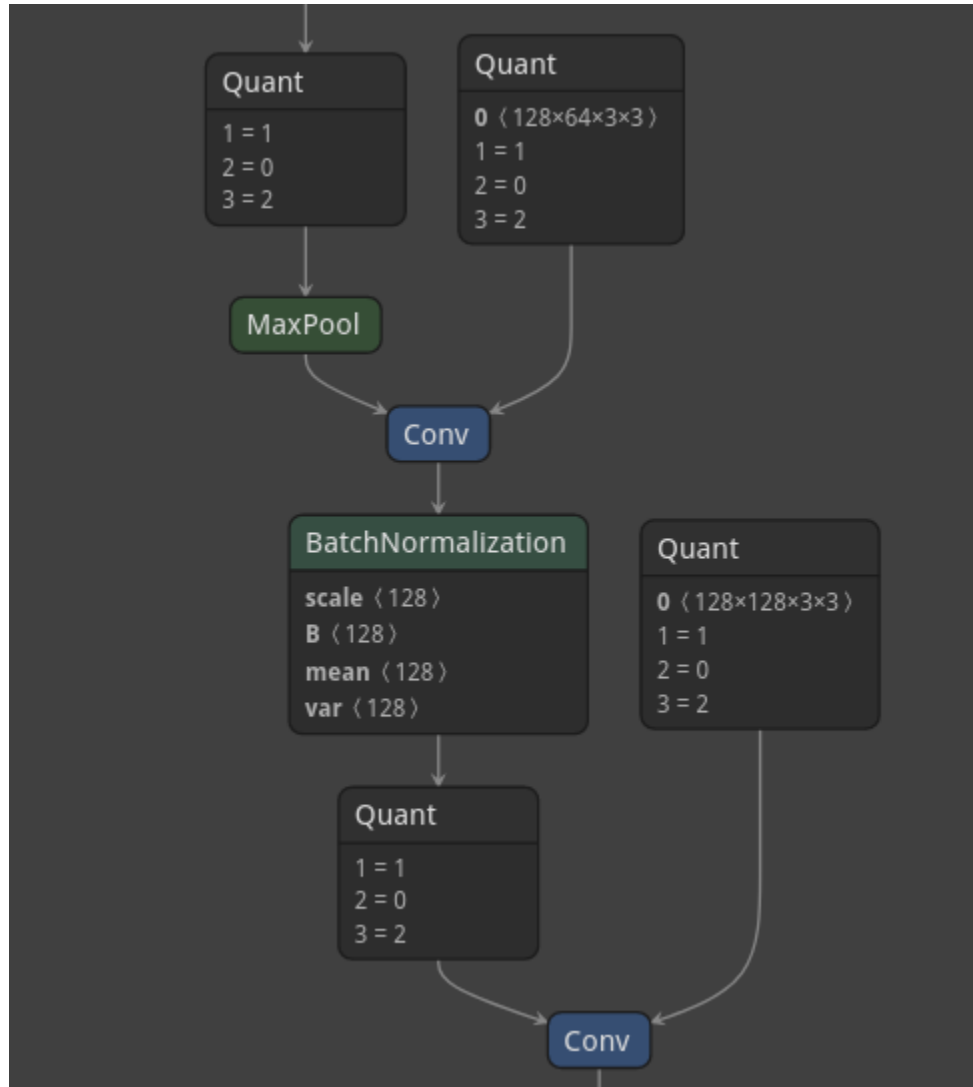 Quant
1 = 1
2 = 0
3 = 2
Quant
0 〈128×64×3×3〉
1 = 1
2 = 0
3 = 2
MaxPool
Conv
BatchNormalization
scale 〈128〉
B 〈128〉
mean 〈128〉
var 〈128〉
Quant
0 〈128×128×3×3〉
1 = 1
2 = 0
3 = 2
Quant
1 = 1
2 = 0
3 = 2
Conv